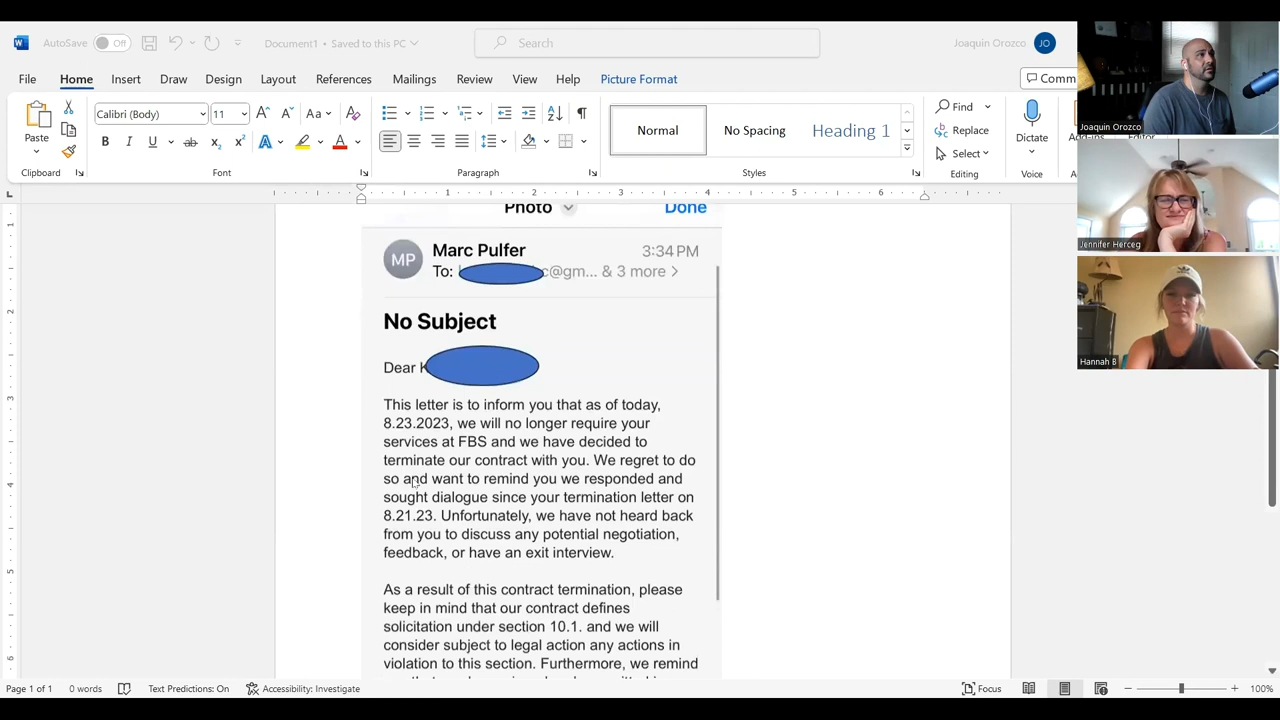 AutoSave Off Document1 • Saved to this PC Search Joaquin Orozco JO
File Home Insert Draw Design Layout References Mailings Review View Help Picture Format Comm
Paste Calibri (Body) 11 Normal No Spacing Heading 1 Find Replace Select Dictate
Clipboard Font Paragraph Styles Editing Voice
Joaquin Orozco
Jennifer Herceg
Hannah B
Photo Done
MP Marc Pulfer 3:34 PM
To: c@gm... & 3 more >
No Subject
Dear K
This letter is to inform you that as of today,
8.23.2023, we will no longer require your
services at FBS and we have decided to
terminate our contract with you. We regret to do
so and want to remind you we responded and
sought dialogue since your termination letter on
8.21.23. Unfortunately, we have not heard back
from you to discuss any potential negotiation,
feedback, or have an exit interview.
As a result of this contract termination, please
keep in mind that our contract defines
solicitation under section 10.1. and we will
consider subject to legal action any actions in
violation to this section. Furthermore, we remind
Page 1 of 1 0 words Text Predictions: On Accessibility: Investigate Focus 100%